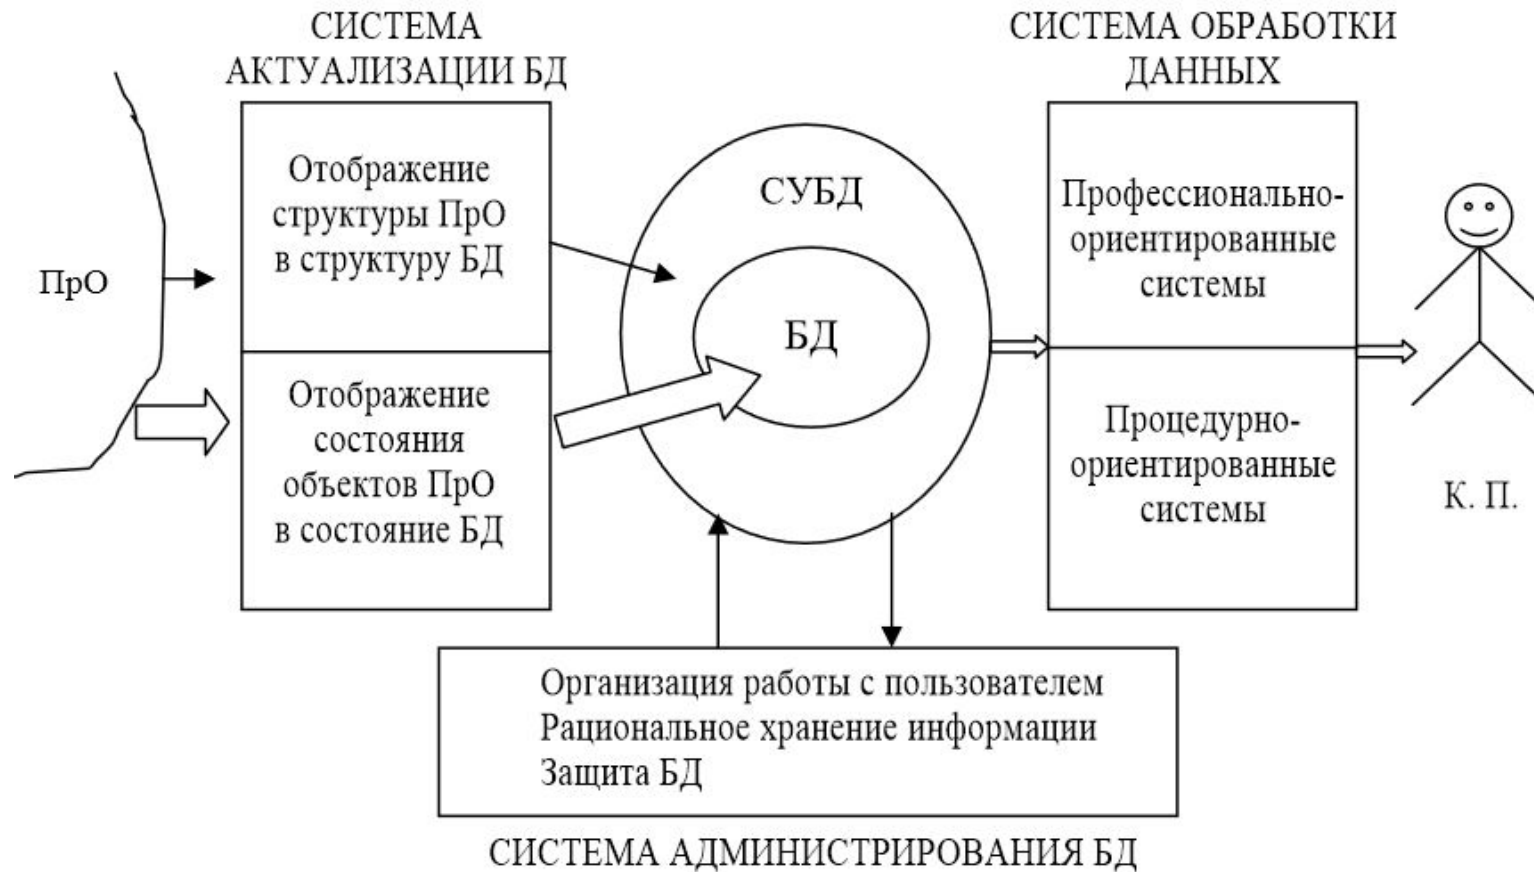 СИСТЕМА
АКТУАЛИЗАЦИИ БД
СИСТЕМА ОБРАБОТКИ
ДАННЫХ
ПрО
Отображение
структуры ПрО
в структуру БД
Отображение
состояния
объектов ПрО
в состояние БД
СУБД
БД
Профессионально-
ориентированные
системы
Процедурно-
ориентированные
системы
К. П.
Организация работы с пользователем
Рациональное хранение информации
Защита БД
СИСТЕМА АДМИНИСТРИРОВАНИЯ БД